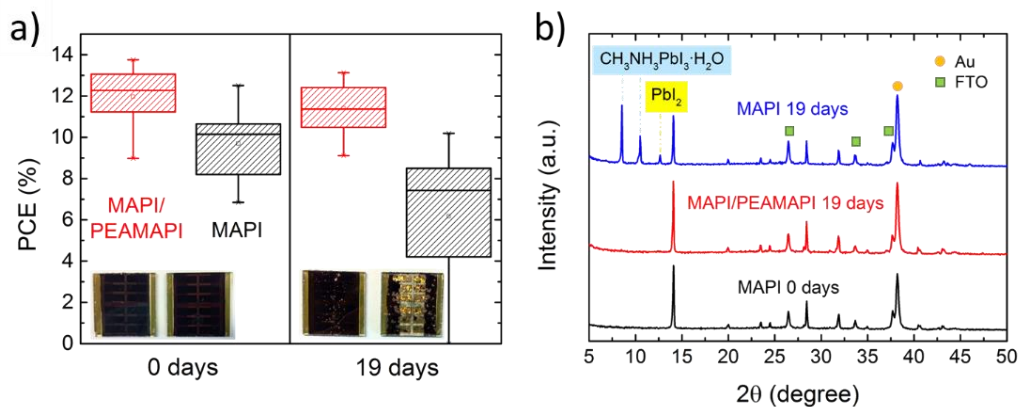 a)
PCE (%)
14
12
10
8
6
4
2
0
MAPI/
PEAMAPI
MAPI
0 days
19 days
b)
Intensity (a.u.)
CH₃NH₃PbI₃·H₂O
PbI₂
Au
FTO
MAPI 19 days
MAPI/PEAMAPI 19 days
MAPI 0 days
5 10 15 20 25 30 35 40 45 50
2θ (degree)